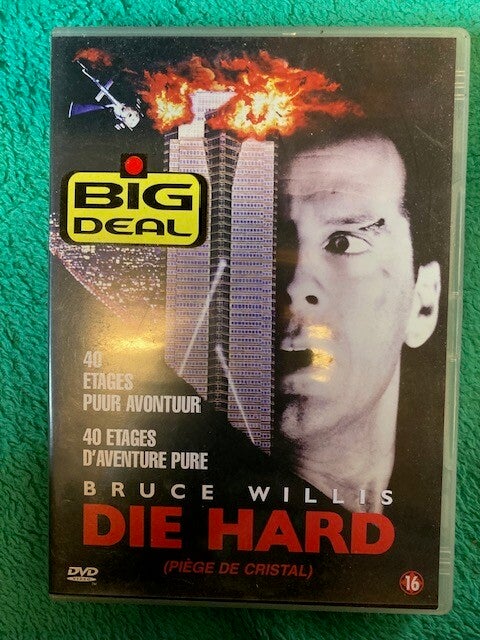 BIG
DEAL
40
ETAGES
PUUR AVONTUUR
40 ETAGES
D'AVENTURE PURE
BRUCE WILLIS
DIE HARD
(PIÈGE DE CRISTAL)
DVD
VIDEO
16